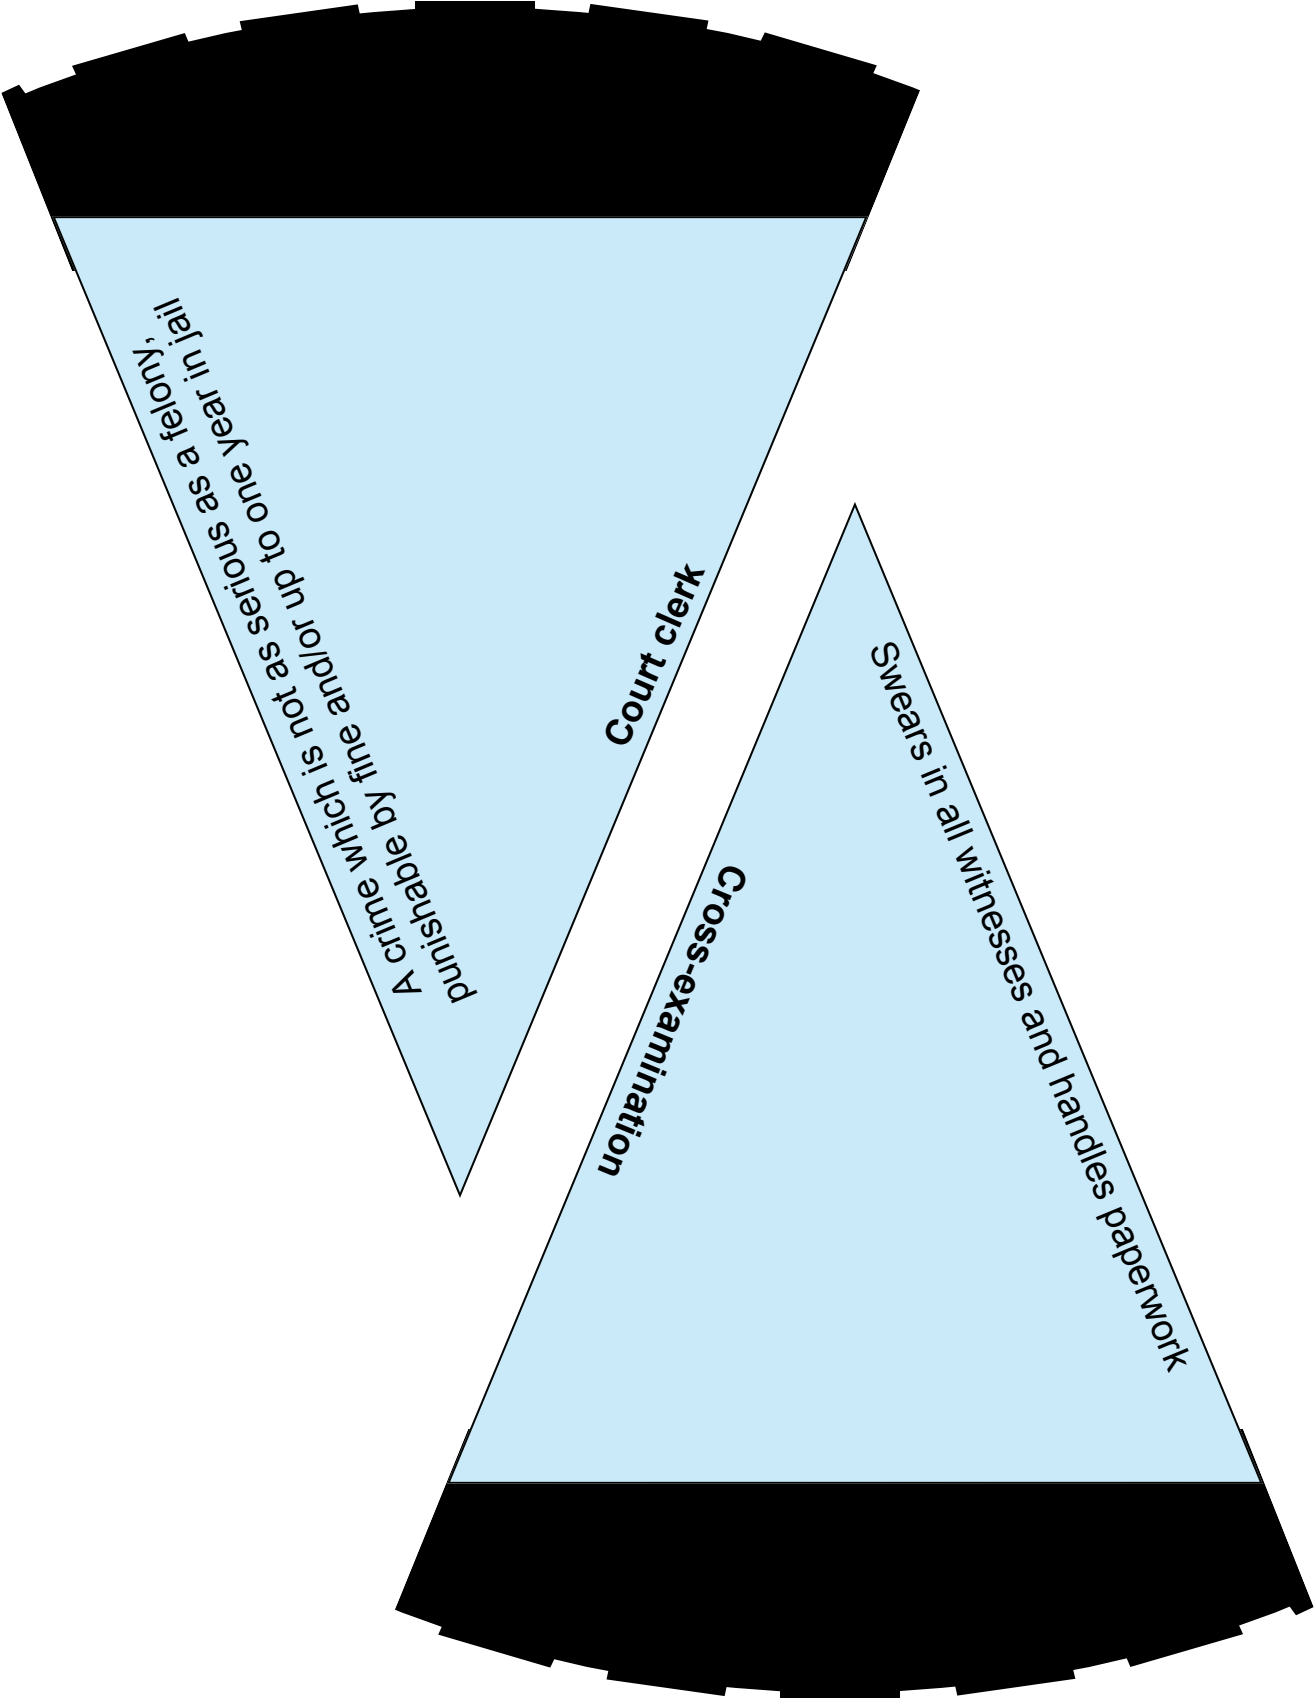 A crime which is not as serious as a felony,
punishable by fine and/or up to one year in jail
Court clerk
Cross-examination
Swears in all witnesses and handles paperwork